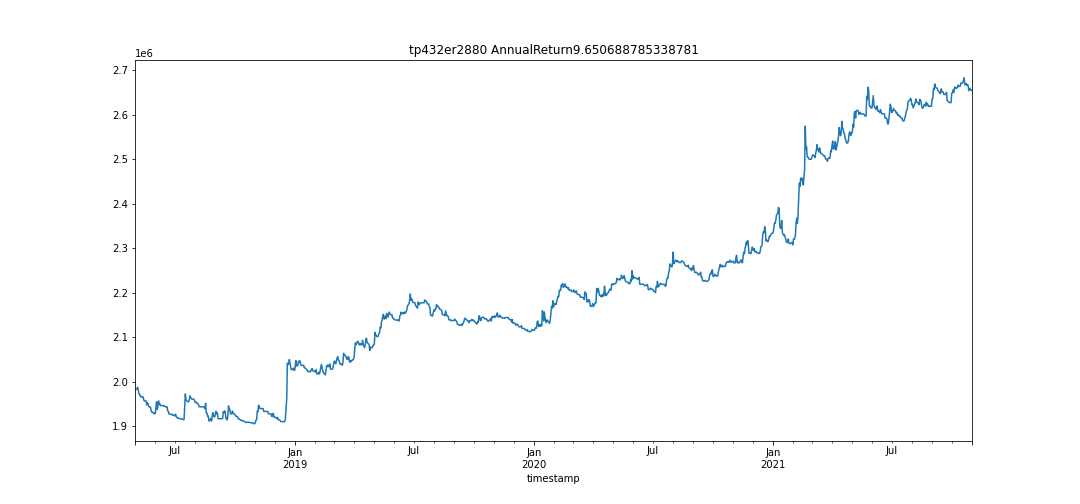 tp432er2880 AnnualReturn9.650688785338781
1e6
2.7
2.6
2.5
2.4
2.3
2.2
2.1
2.0
1.9
Jul Jan Jul Jan Jul Jan Jul
2019 2020 2021
timestamp